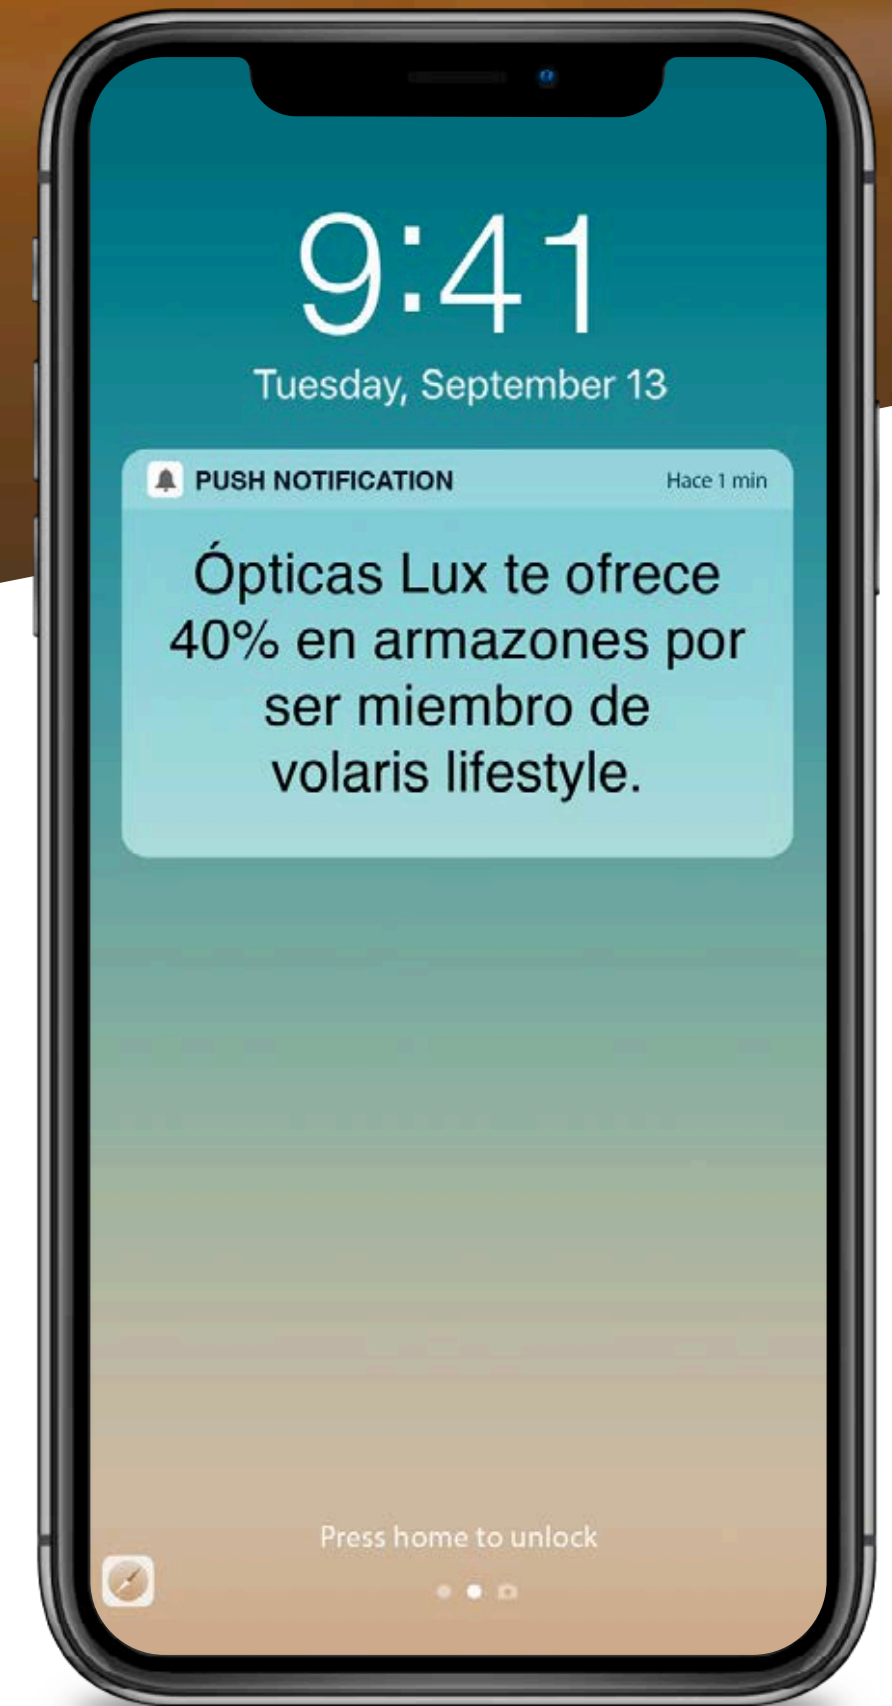 9:41
Tuesday, September 13
PUSH NOTIFICATION Hace 1 min
Ópticas Lux te ofrece
40% en armazones por
ser miembro de
volaris lifestyle.
Press home to unlock